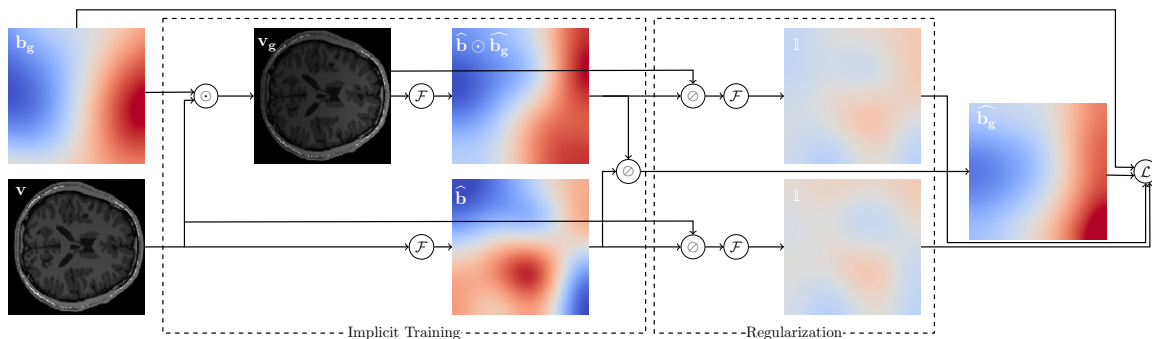 b_g
v_g
b̂ ⊙ b̂_g
𝟙
⊙
ℱ
⊘
ℱ
b̂_g
⊘
ℒ
v
b̂
𝟙
ℱ
⊘
ℱ
Implicit Training
Regularization